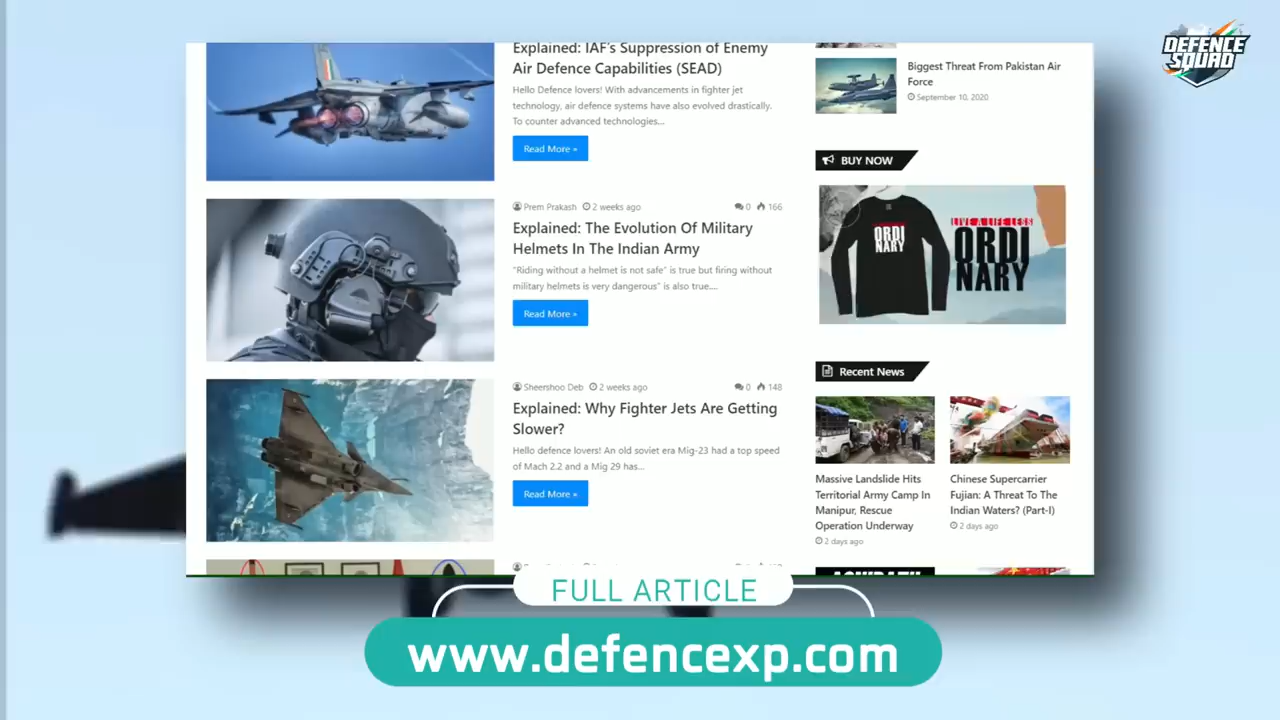 DEFENCE
SQUAD
Explained: IAF's Suppression of Enemy
Air Defence Capabilities (SEAD)
Hello Defence lovers! With advancements in fighter jet
technology, air defence systems have also evolved drastically.
To counter advanced technologies...
Read More »
Prem Prakash 2 weeks ago 0 166
Explained: The Evolution Of Military
Helmets In The Indian Army
"Riding without a helmet is not safe" is true but firing without
military helmets is very dangerous" is also true....
Read More »
Sheershoo Deb 2 weeks ago 0 148
Explained: Why Fighter Jets Are Getting
Slower?
Hello defence lovers! An old soviet era Mig-23 had a top speed
of Mach 2.2 and a Mig 29 has...
Read More »
Biggest Threat From Pakistan Air
Force
September 10, 2020
BUY NOW
ORDI
NARY
LIVE A LIFE LESS
ORDI
NARY
Recent News
Massive Landslide Hits
Territorial Army Camp In
Manipur, Rescue
Operation Underway
2 days ago
Chinese Supercarrier
Fujian: A Threat To The
Indian Waters? (Part-I)
2 days ago
FULL ARTICLE
www.defencexp.com